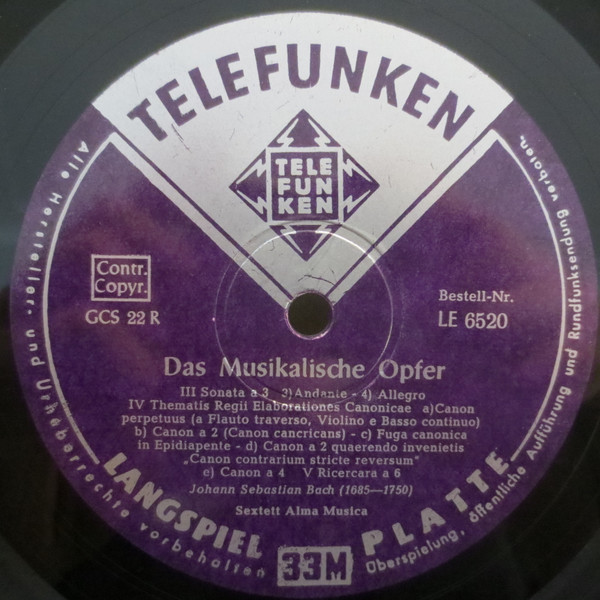 TELEFUNKEN
TELE
FUN
KEN
Contr.
Copyr.
GCS 22 R
Bestell-Nr.
LE 6520
Das Musikalische Opfer
III Sonata a 3 3) Andante - 4) Allegro
IV Thematis Regii Elaborationes Canonicae a) Canon
perpetuus (a Flauto traverso, Violino e Basso continuo)
b) Canon a 2 (Canon cancricans) - c) Fuga canonica
in Epidiapente - d) Canon a 2 quaerendo invenietis
„Canon contrarium stricte reversum“
e) Canon a 4 V Ricercara a 6
Johann Sebastian Bach (1685—1750)
Sextett Alma Musica
LANGSPIEL 33M PLATTE
Alle Hersteller- und Urheberrechte vorbehalten
Überspielung, öffentliche Aufführung und Rundfunksendung verboten.